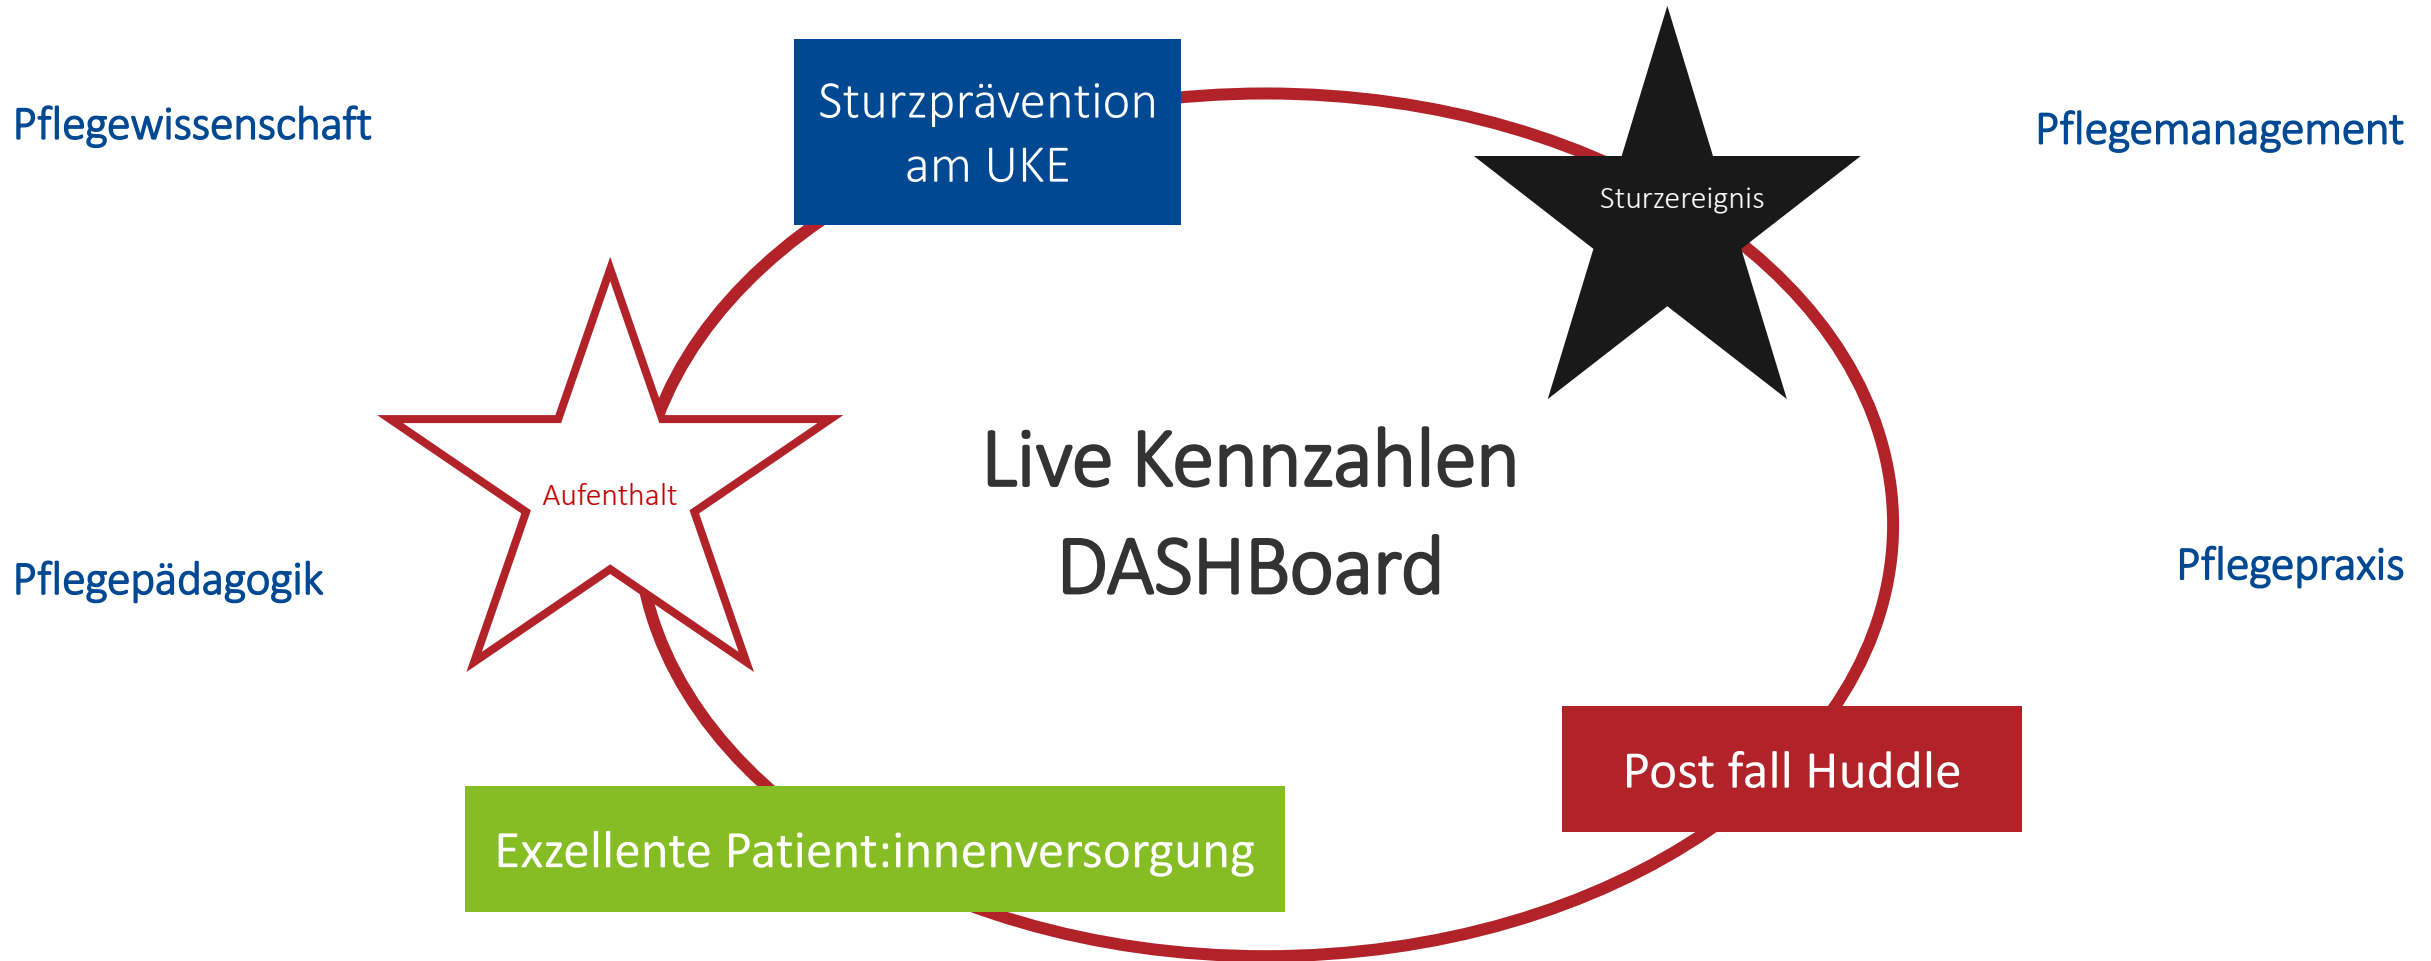 Sturzprävention
am UKE
Pflegewissenschaft
Pflegemanagement
Sturzereignis
Live Kennzahlen
DASHBoard
Aufenthalt
Pflegepädagogik
Pflegepraxis
Post fall Huddle
Exzellente Patient:innenversorgung